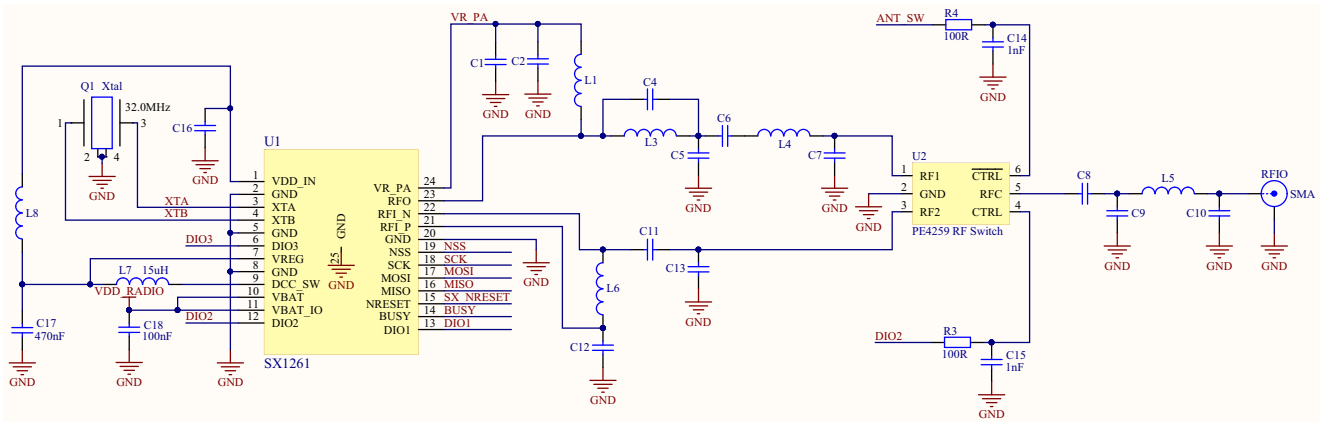 VR_PA
ANT_SW
R4
100R
C14
1nF
GND
C1
C2
GND
GND
L1
C4
L3
C6
L4
C5
GND
C7
GND
Q1 Xtal
32.0MHz
1
3
2
4
GND
C16
GND
L8
XTA
XTB
DIO3
L7 15uH
VDD_RADIO
DIO2
C17
470nF
GND
C18
100nF
GND
GND
U1
1 VDD_IN
2 GND
3 XTA
4 XTB
5 GND
6 DIO3
7 VREG
8 GND
9 DCC_SW
10 VBAT
11 VBAT_IO
12 DIO2
GND
25
GND
VR_PA 24
RFO 23
RFI_N 22
RFI_P 21
GND 20
NSS 19 NSS
SCK 18 SCK
MOSI 17 MOSI
MISO 16 MISO
NRESET 15 SX_NRESET
BUSY 14 BUSY
DIO1 13 DIO1
SX1261
GND
C11
L6
C12
GND
C13
GND
U2
1 RF1 CTRL 6
2 GND RFC 5
3 RF2 CTRL 4
PE4259 RF Switch
GND
C8
C9
GND
L5
C10
GND
RFIO
SMA
GND
DIO2
R3
100R
C15
1nF
GND